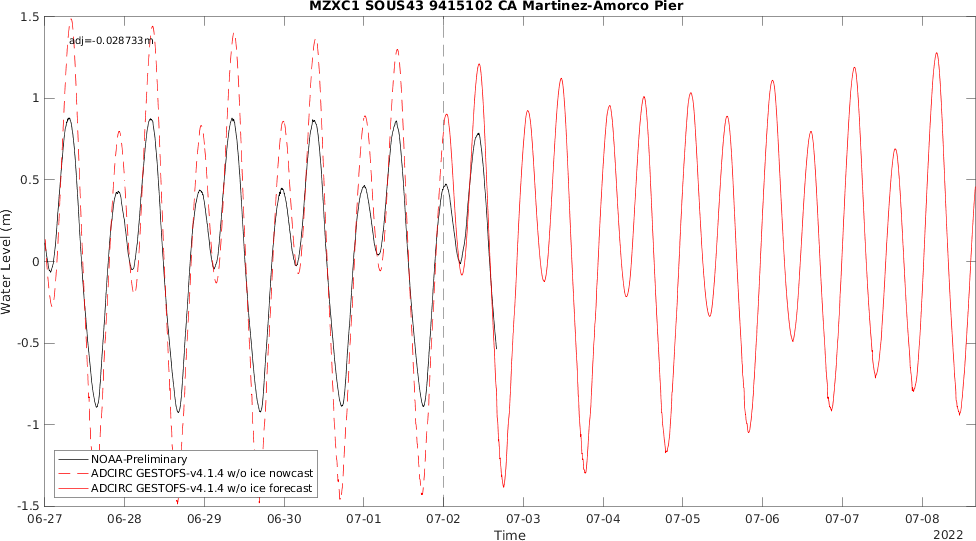 MZXC1 SOUS43 9415102 CA Martinez-Amorco Pier
adj=-0.028733m
1.5
1
0.5
0
-0.5
-1
-1.5
Water Level (m)
NOAA-Preliminary
ADCIRC GESTOFS-v4.1.4 w/o ice nowcast
ADCIRC GESTOFS-v4.1.4 w/o ice forecast
06-27 06-28 06-29 06-30 07-01 07-02 07-03 07-04 07-05 07-06 07-07 07-08
Time
2022